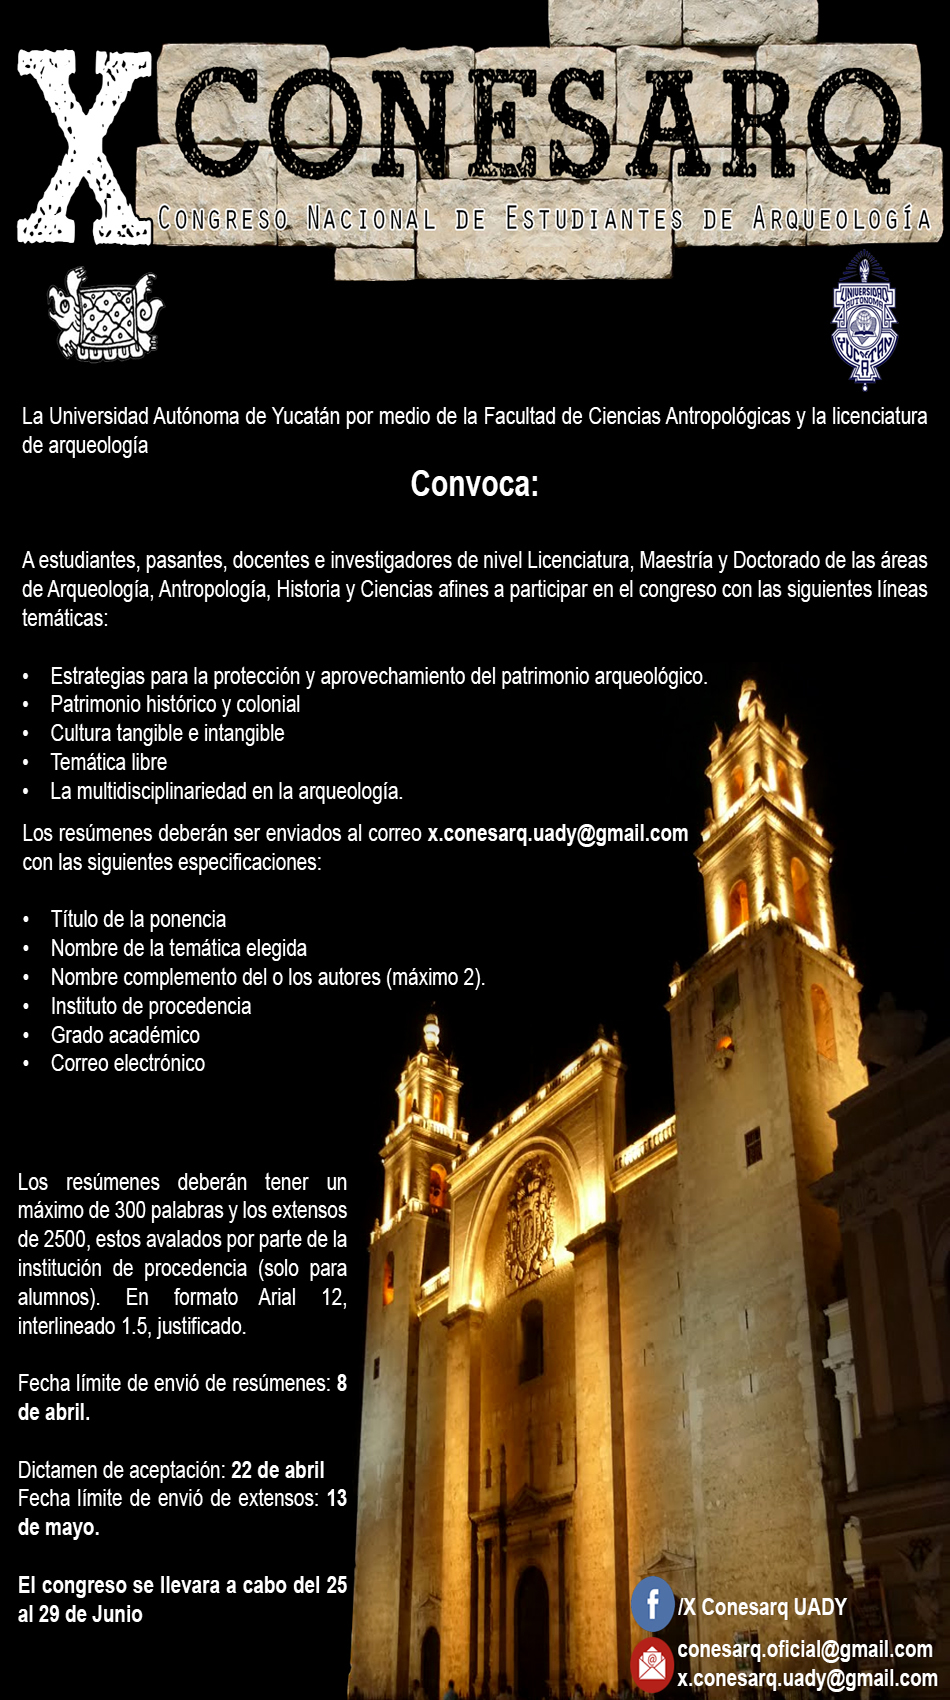 X CONESARQ
Congreso Nacional de Estudiantes de Arqueología
UNIVERSIDAD
AUTONOMA
YUCATAN
La Universidad Autónoma de Yucatán por medio de la Facultad de Ciencias Antropológicas y la licenciatura
de arqueología
Convoca:
A estudiantes, pasantes, docentes e investigadores de nivel Licenciatura, Maestría y Doctorado de las áreas
de Arqueología, Antropología, Historia y Ciencias afines a participar en el congreso con las siguientes líneas
temáticas:
• Estrategias para la protección y aprovechamiento del patrimonio arqueológico.
• Patrimonio histórico y colonial
• Cultura tangible e intangible
• Temática libre
• La multidisciplinariedad en la arqueología.
Los resúmenes deberán ser enviados al correo x.conesarq.uady@gmail.com
con las siguientes especificaciones:
• Título de la ponencia
• Nombre de la temática elegida
• Nombre complemento del o los autores (máximo 2).
• Instituto de procedencia
• Grado académico
• Correo electrónico
Los resúmenes deberán tener un
máximo de 300 palabras y los extensos
de 2500, estos avalados por parte de la
institución de procedencia (solo para
alumnos). En formato Arial 12,
interlineado 1.5, justificado.
Fecha límite de envió de resúmenes: 8
de abril.
Dictamen de aceptación: 22 de abril
Fecha límite de envió de extensos: 13
de mayo.
El congreso se llevara a cabo del 25
al 29 de Junio
/X Conesarq UADY
conesarq.oficial@gmail.com
x.conesarq.uady@gmail.com